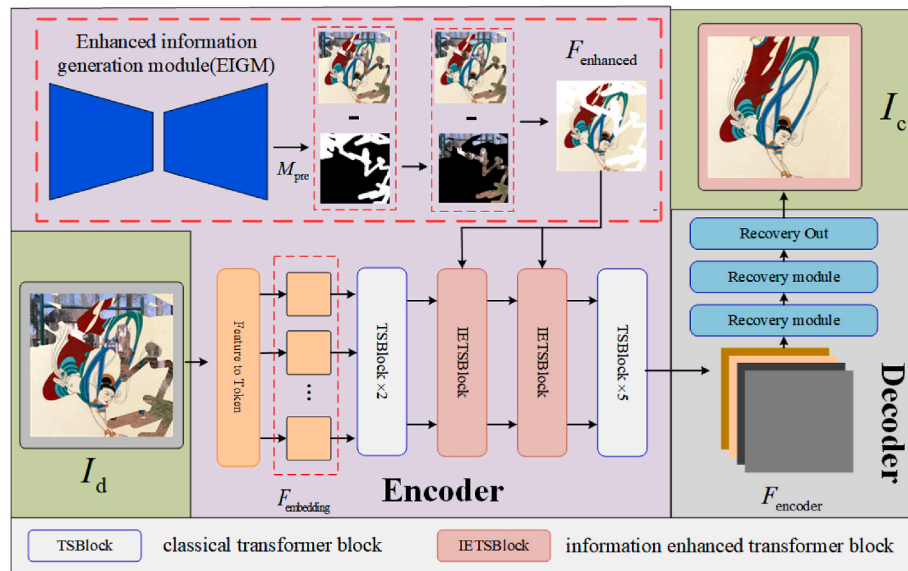 Enhanced information
generation module(EIGM)
M_pre
-
-
F_enhanced
I_c
Recovery Out
Recovery module
Recovery module
Decoder
F_encoder
I_d
Feature to Token
...
F_embedding
TSBlock ×2
IETSBlock
IETSBlock
TSBlock ×5
Encoder
TSBlock
classical transformer block
IETSBlock
information enhanced transformer block